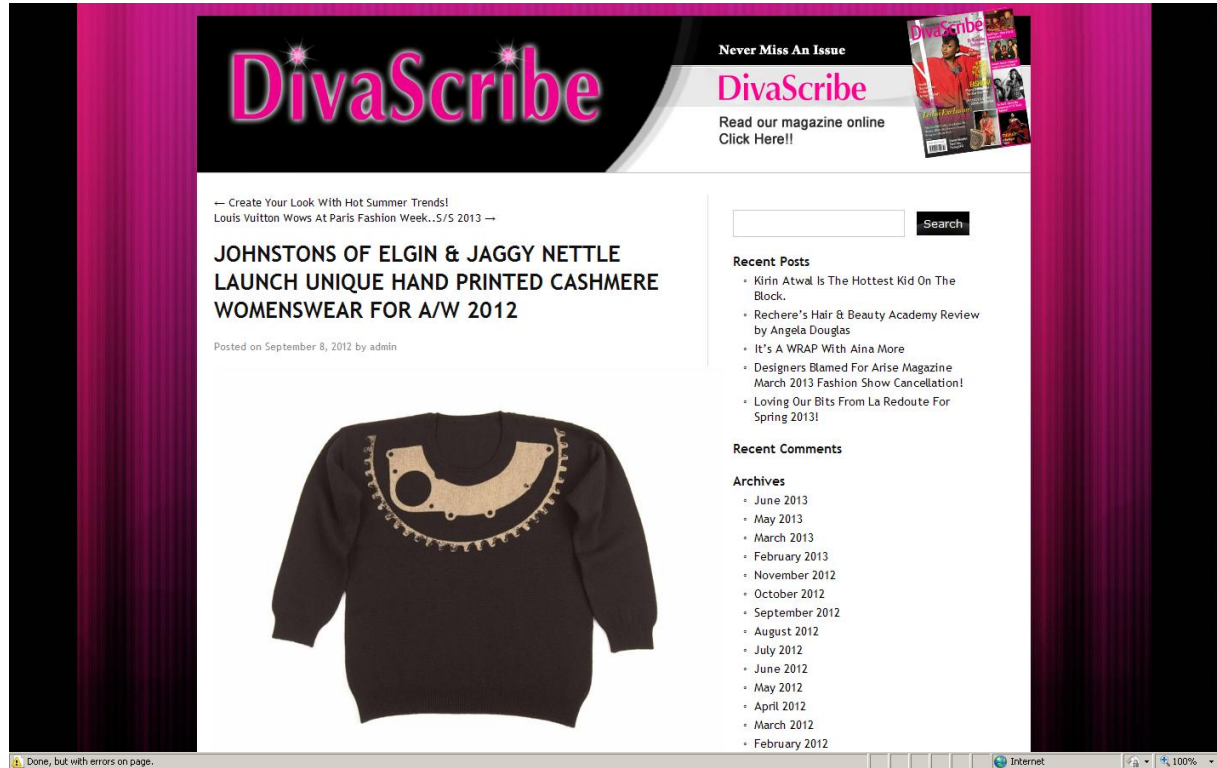 DivaScribe
Never Miss An Issue
DivaScribe
Read our magazine online
Click Here!!
DivaScribe
← Create Your Look With Hot Summer Trends!
Louis Vuitton Wows At Paris Fashion Week..S/S 2013 →
JOHNSTONS OF ELGIN & JAGGY NETTLE
LAUNCH UNIQUE HAND PRINTED CASHMERE
WOMENSWEAR FOR A/W 2012
Posted on September 8, 2012 by admin
Search
Recent Posts
Kirin Atwal Is The Hottest Kid On The
Block.
Rechere's Hair & Beauty Academy Review
by Angela Douglas
It's A WRAP With Aina More
Designers Blamed For Arise Magazine
March 2013 Fashion Show Cancellation!
Loving Our Bits From La Redoute For
Spring 2013!
Recent Comments
Archives
June 2013
May 2013
March 2013
February 2013
November 2012
October 2012
September 2012
August 2012
July 2012
June 2012
May 2012
April 2012
March 2012
February 2012
Done, but with errors on page.
Internet
100%